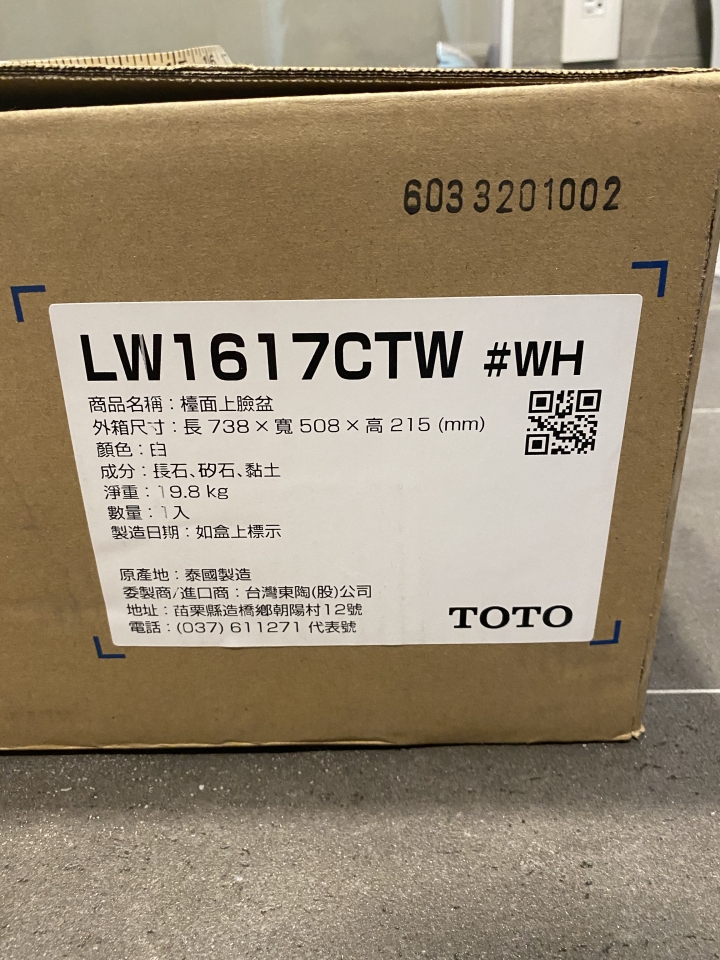 6033201002
LW1617CTW #WH
商品名稱：檯面上臉盆
外箱尺寸：長 738 × 寬 508 × 高 215 (mm)
顏色：白
成分：長石、矽石、黏土
淨重：19.8 kg
數量：1入
製造日期：如盒上標示
原產地：泰國製造
委製商/進口商：台灣東陶(股)公司
地址：苗栗縣造橋鄉朝陽村12號
電話：(037) 611271 代表號
TOTO